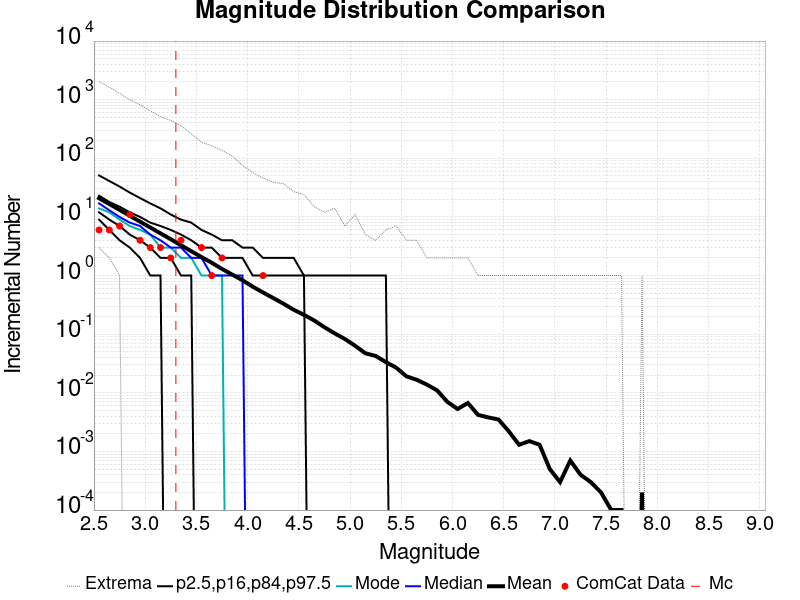 Magnitude Distribution Comparison
10^4
10^3
10^2
10^1
10^0
10^-1
10^-2
10^-3
10^-4
Incremental Number
2.5 3.0 3.5 4.0 4.5 5.0 5.5 6.0 6.5 7.0 7.5 8.0 8.5 9.0
Magnitude
Extrema p2.5,p16,p84,p97.5 Mode Median Mean ComCat Data Mc